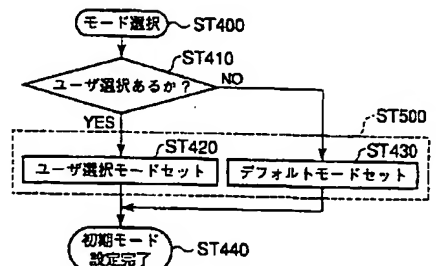 モード選択 ST400
ST410
ユーザ選択あるか?
NO
YES
ST500
ST420
ST430
ユーザ選択モードセット
デフォルトモードセット
初期モード
設定完了
ST440